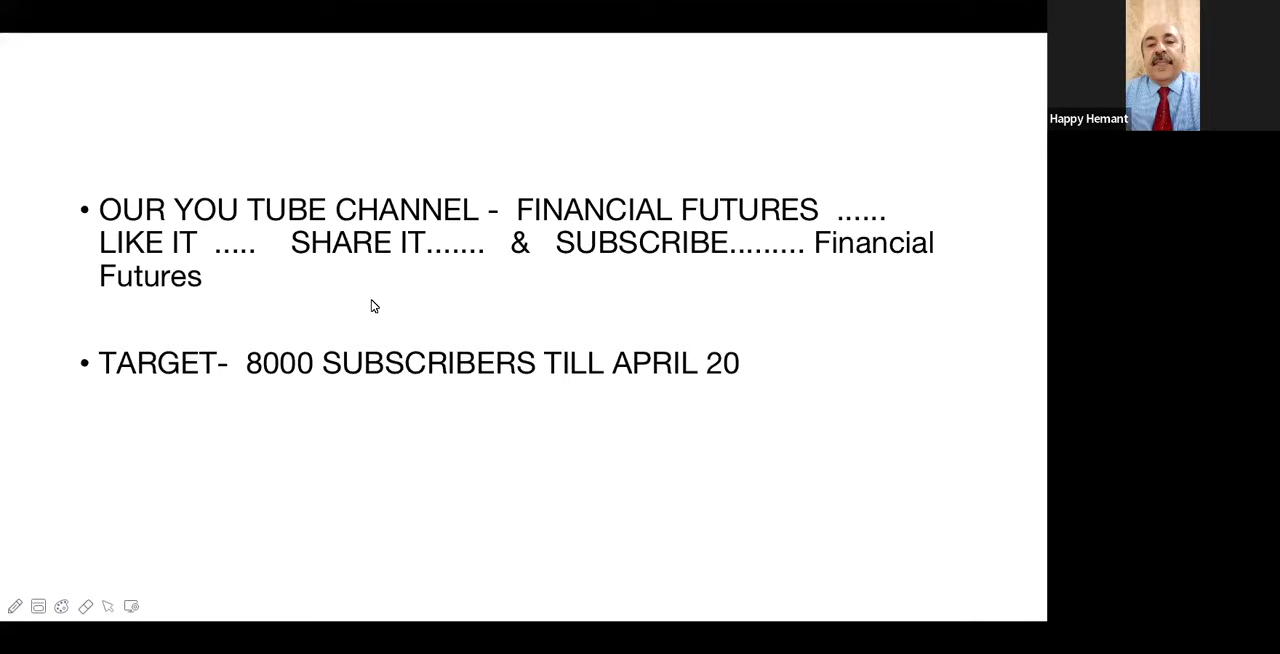 • OUR YOU TUBE CHANNEL - FINANCIAL FUTURES ......
LIKE IT ..... SHARE IT....... & SUBSCRIBE......... Financial
Futures
• TARGET- 8000 SUBSCRIBERS TILL APRIL 20
Happy Hemant